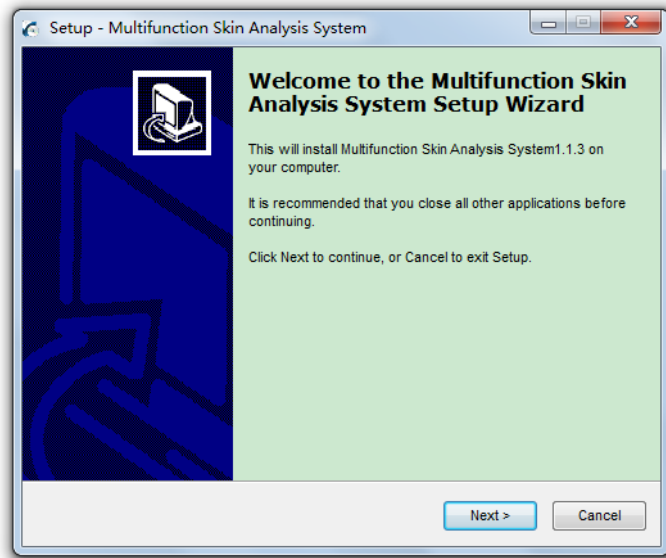 Setup - Multifunction Skin Analysis System
Welcome to the Multifunction Skin
Analysis System Setup Wizard
This will install Multifunction Skin Analysis System1.1.3 on
your computer.
It is recommended that you close all other applications before
continuing.
Click Next to continue, or Cancel to exit Setup.
Next >
Cancel